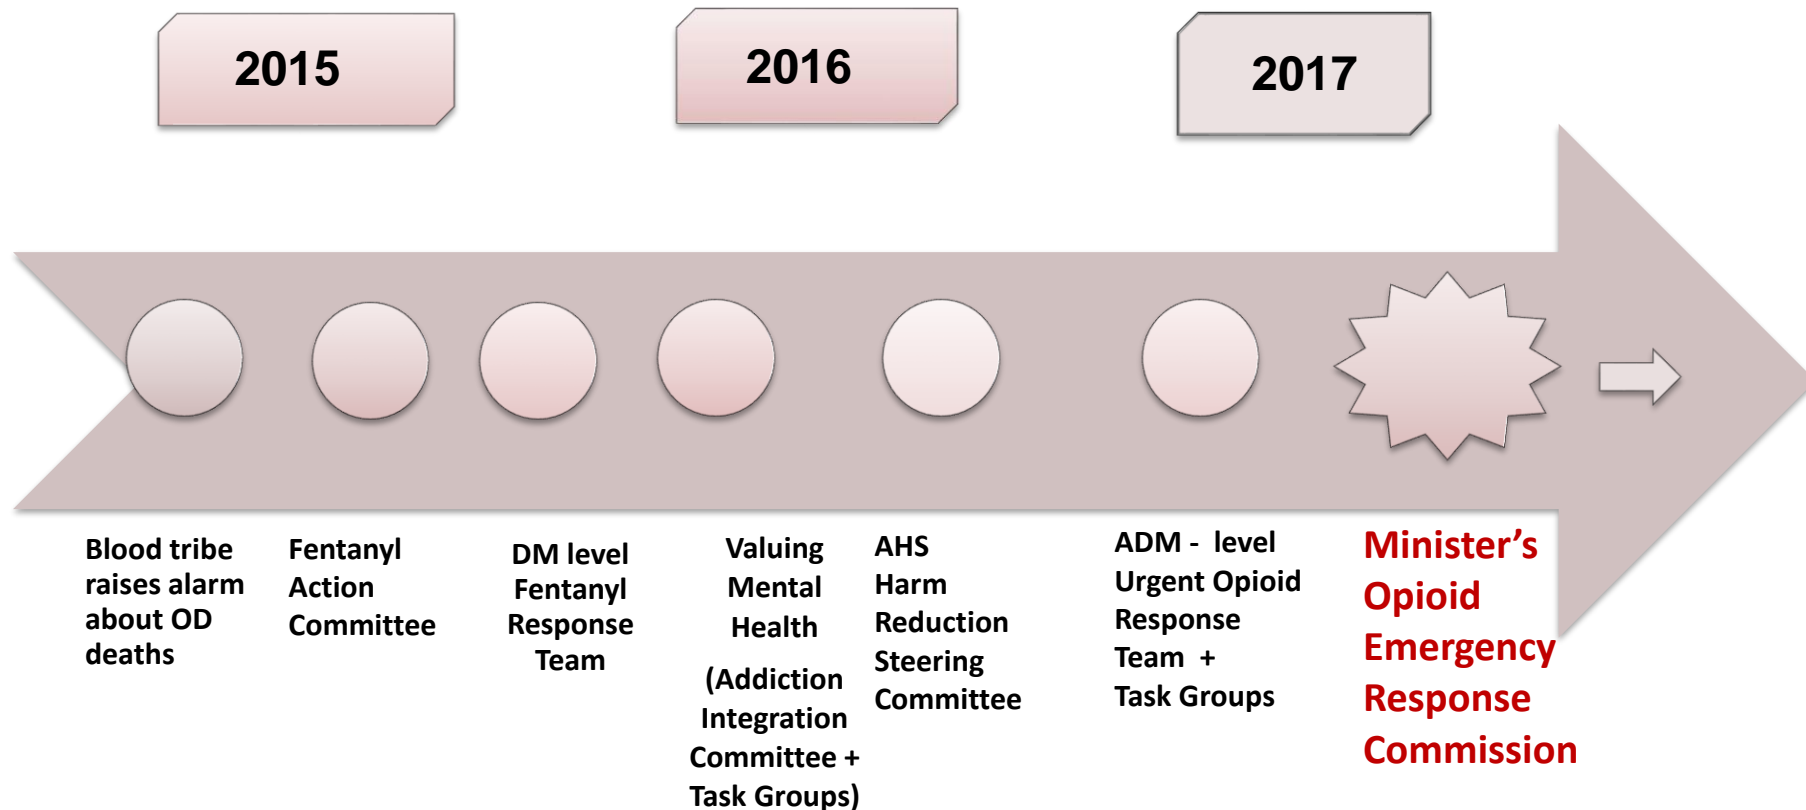 2015
2016
2017
Blood tribe
raises alarm
about OD
deaths
Fentanyl
Action
Committee
DM level
Fentanyl
Response
Team
Valuing
Mental
Health
(Addiction
Integration
Committee +
Task Groups)
AHS
Harm
Reduction
Steering
Committee
ADM - level
Urgent Opioid
Response
Team +
Task Groups
Minister’s
Opioid
Emergency
Response
Commission